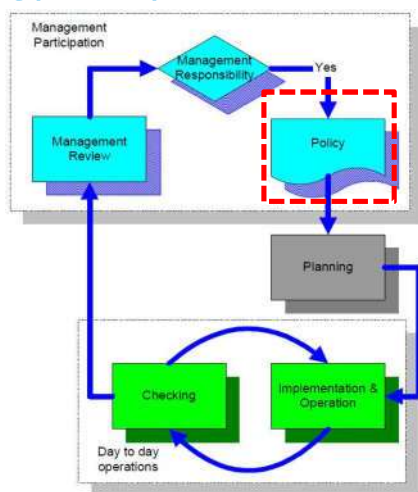 Management
Participation
Management
Responsibility
Yes
Management
Review
Policy
Planning
Checking
Implementation &
Operation
Day to day
operations